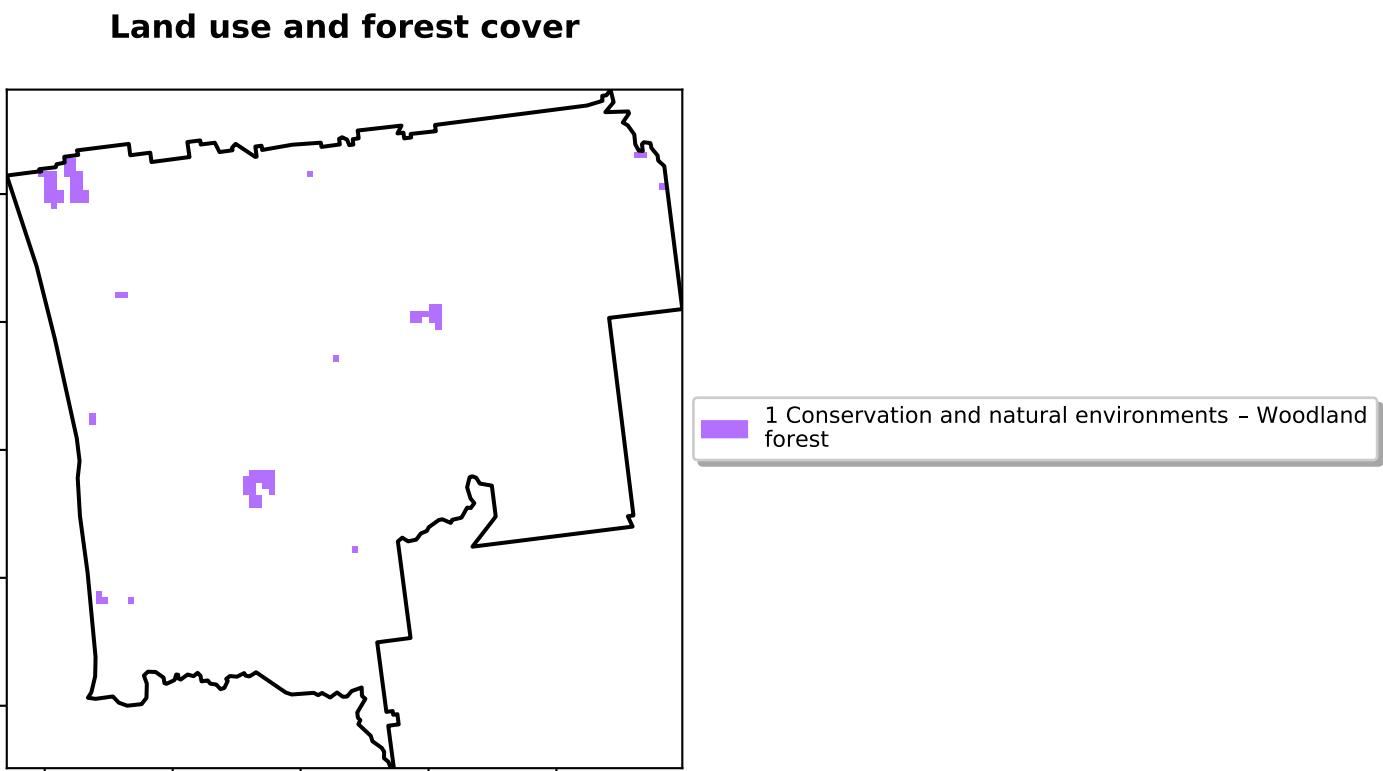 Land use and forest cover
1 Conservation and natural environments – Woodland
forest